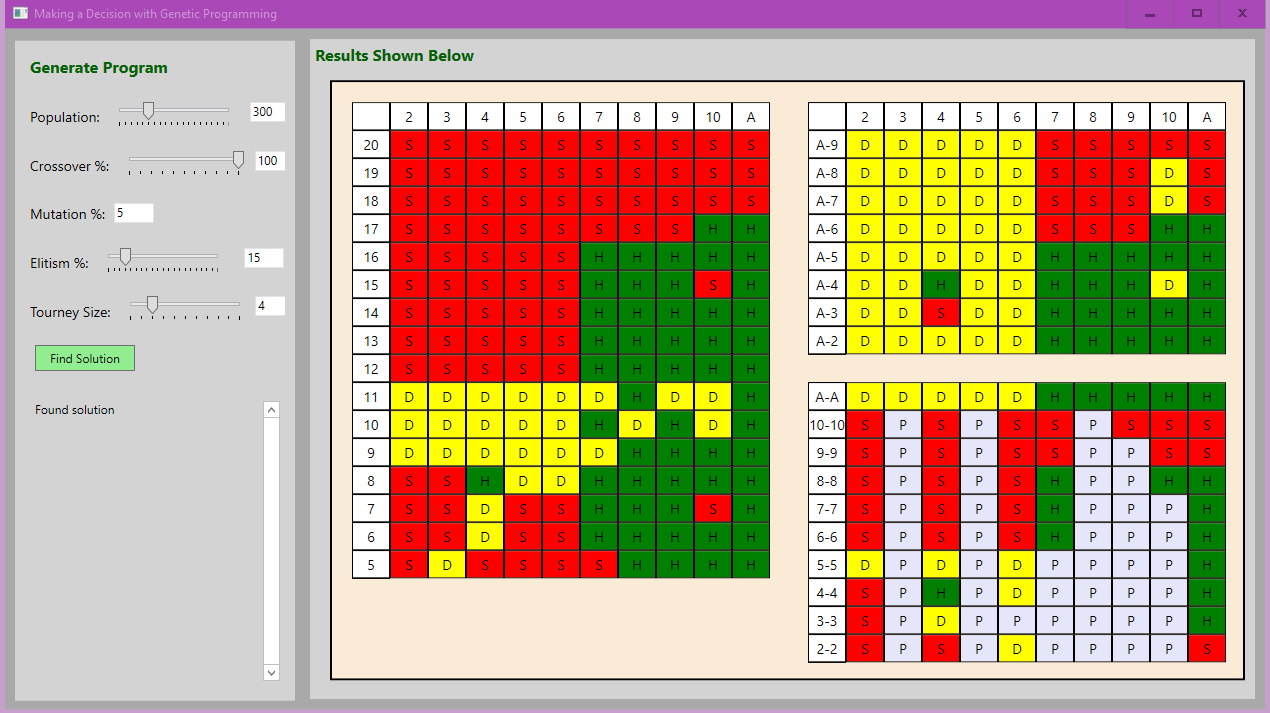 Making a Decision with Genetic Programming
Generate Program
Population: 300
Crossover %: 100
Mutation %: 5
Elitism %: 15
Tourney Size: 4
Find Solution
Found solution
Results Shown Below
2 3 4 5 6 7 8 9 10 A
20 S S S S S S S S S S
19 S S S S S S S S S S
18 S S S S S S S S S S
17 S S S S S S S S H H
16 S S S S S H H H H H
15 S S S S S H H H S H
14 S S S S S H H H H H
13 S S S S S H H H H H
12 S S S S S H H H H H
11 D D D D D D H D D H
10 D D D D D H D H D H
9 D D D D D D H H H H
8 S S H D D H H H H H
7 S S D S S H H H S H
6 S S D S S H H H H H
5 S D S S S S H H H H
2 3 4 5 6 7 8 9 10 A
A-9 D D D D D S S S S S
A-8 D D D D D S S S D S
A-7 D D D D D S S S D S
A-6 D D D D D S S S H H
A-5 D D D D D H H H H H
A-4 D D H D D H H H D H
A-3 D D S D D H H H H H
A-2 D D D D D H H H H H
A-A D D D D D H H H H H
10-10 S P S P S S P S S S
9-9 S P S P S S P P S S
8-8 S P S P S H P P H H
7-7 S P S P S H P P P H
6-6 S P S P S H P P P H
5-5 D P D P D P P P P H
4-4 S P H P D P P P P H
3-3 S P D P P P P P P H
2-2 S P S P D P P P P S